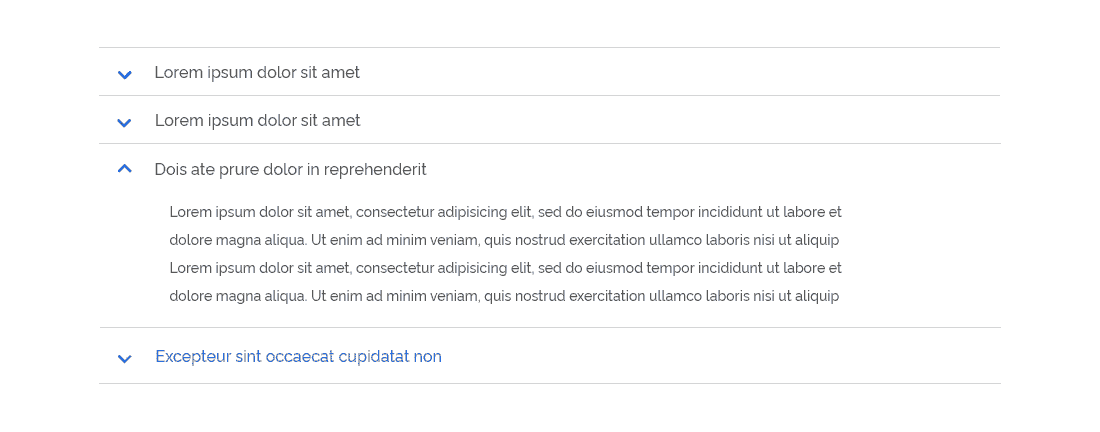 Lorem ipsum dolor sit amet
Lorem ipsum dolor sit amet
Dois ate prure dolor in reprehenderit
Lorem ipsum dolor sit amet, consectetur adipisicing elit, sed do eiusmod tempor incididunt ut labore et
dolore magna aliqua. Ut enim ad minim veniam, quis nostrud exercitation ullamco laboris nisi ut aliquip
Lorem ipsum dolor sit amet, consectetur adipisicing elit, sed do eiusmod tempor incididunt ut labore et
dolore magna aliqua. Ut enim ad minim veniam, quis nostrud exercitation ullamco laboris nisi ut aliquip
Excepteur sint occaecat cupidatat non